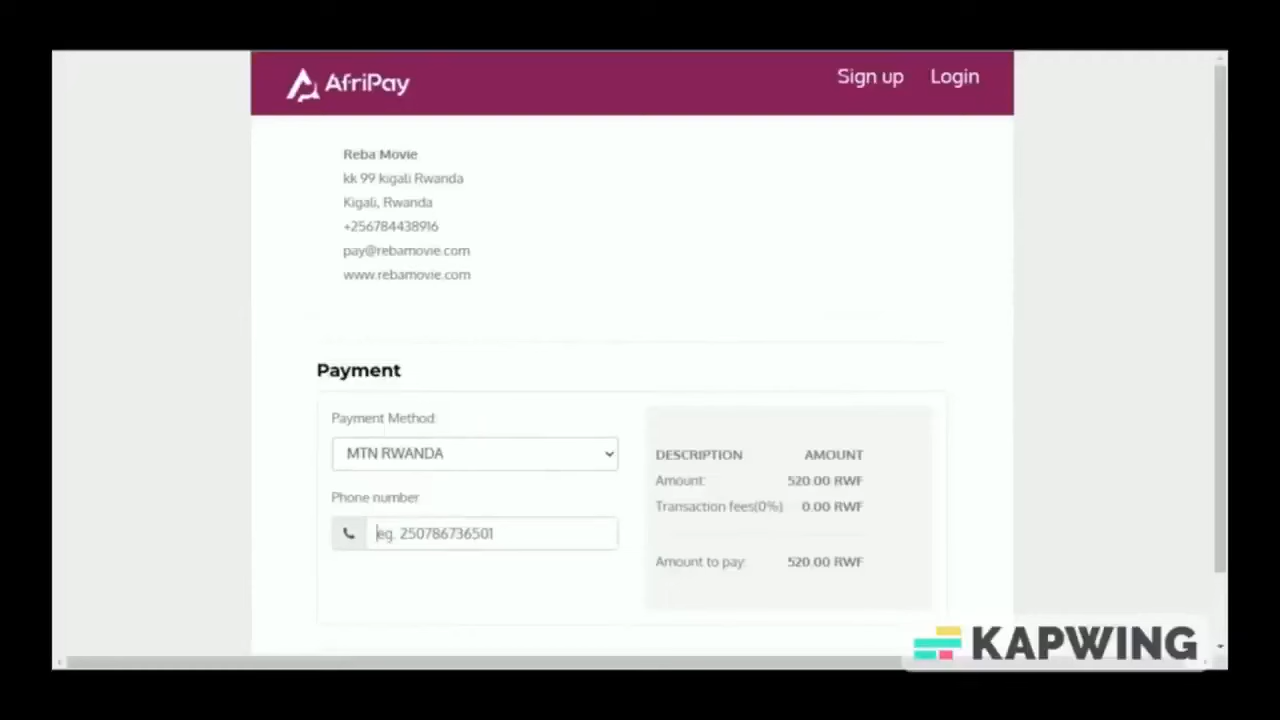 AfriPay
Sign up Login
Reba Movie
kk 99 kigali Rwanda
Kigali, Rwanda
+256784438916
pay@rebamovie.com
www.rebamovie.com
Payment
Payment Method
MTN RWANDA
Phone number
eg. 250786736501
DESCRIPTION AMOUNT
Amount: 520.00 RWF
Transaction fees(0%) 0.00 RWF
Amount to pay: 520.00 RWF
KAPWING